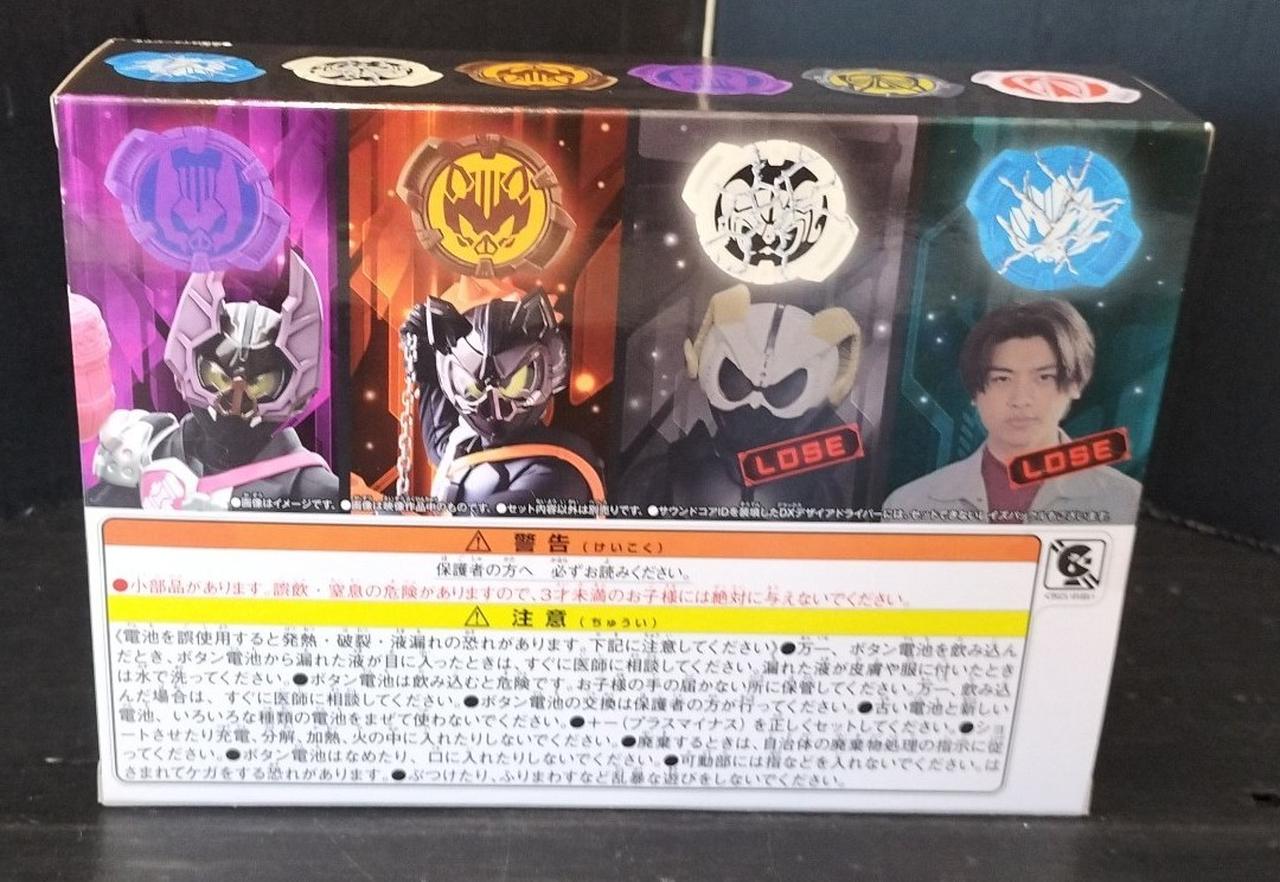 LOSE
LOSE
●画像はイメージです。●画像は映像作品中のものです。●セット内容以外は別売りです。●サウンドコアIDを装填したDXデザイアドライバーには、セットできないレイズバックルもございます。
警告(けいこく)
保護者の方へ 必ずお読みください。
●小部品があります。誤飲・窒息の危険がありますので、3才未満のお子様には絶対に与えないでください。
注意(ちゅうい)
《電池を誤使用すると発熱・破裂・液漏れの恐れがあります。下記に注意してください》●万一、ボタン電池を飲み込ん
だとき、ボタン電池から漏れた液が目に入ったときは、すぐに医師に相談してください。漏れた液が皮膚や服に付いたとき
は水で洗ってください。●ボタン電池は飲み込むと危険です。お子様の手の届かない所に保管してください。万一、飲み込
んだ場合は、すぐに医師に相談してください。●ボタン電池の交換は保護者の方が行ってください。●古い電池と新しい
電池、いろいろな種類の電池をまぜて使わないでください。●+−(プラスマイナス)を正しくセットしてください。●ショ
ートさせたり充電、分解、加熱、火の中に入れたりしないでください。●廃棄するときは、自治体の廃棄物処理の指示に従
ってください。●ボタン電池はなめたり、口に入れたりしないでください。●可動部には指などを入れないでください。は
さまれてケガをする恐れがあります。●ぶつけたり、ふりまわすなど乱暴な遊びをしないでください。